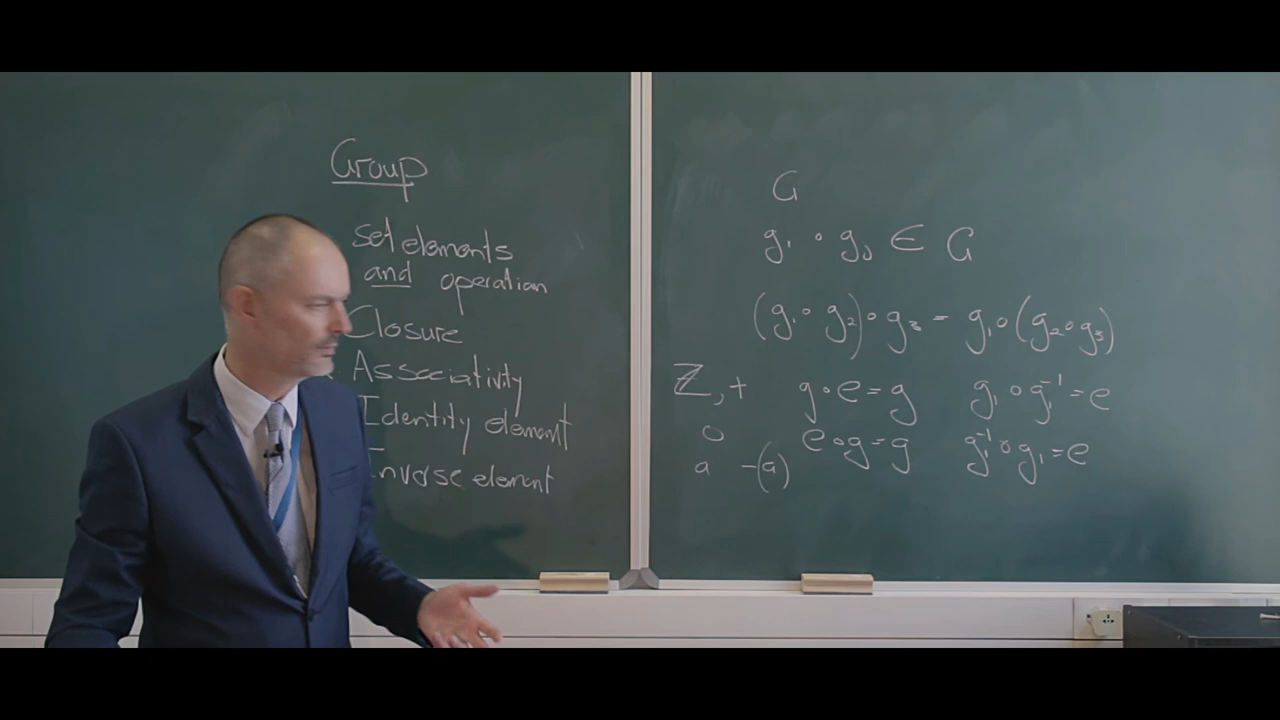 Group
set elements
and operation
Closure
Associativity
Identity element
Inverse element
G
g₁ ∘ g₂ ∈ G
(g₁ ∘ g₂) ∘ g₃ = g₁ ∘ (g₂ ∘ g₃)
ℤ, + g ∘ e = g g₁ ∘ g₁⁻¹ = e
0 e ∘ g = g g₁⁻¹ ∘ g₁ = e
a -(a)